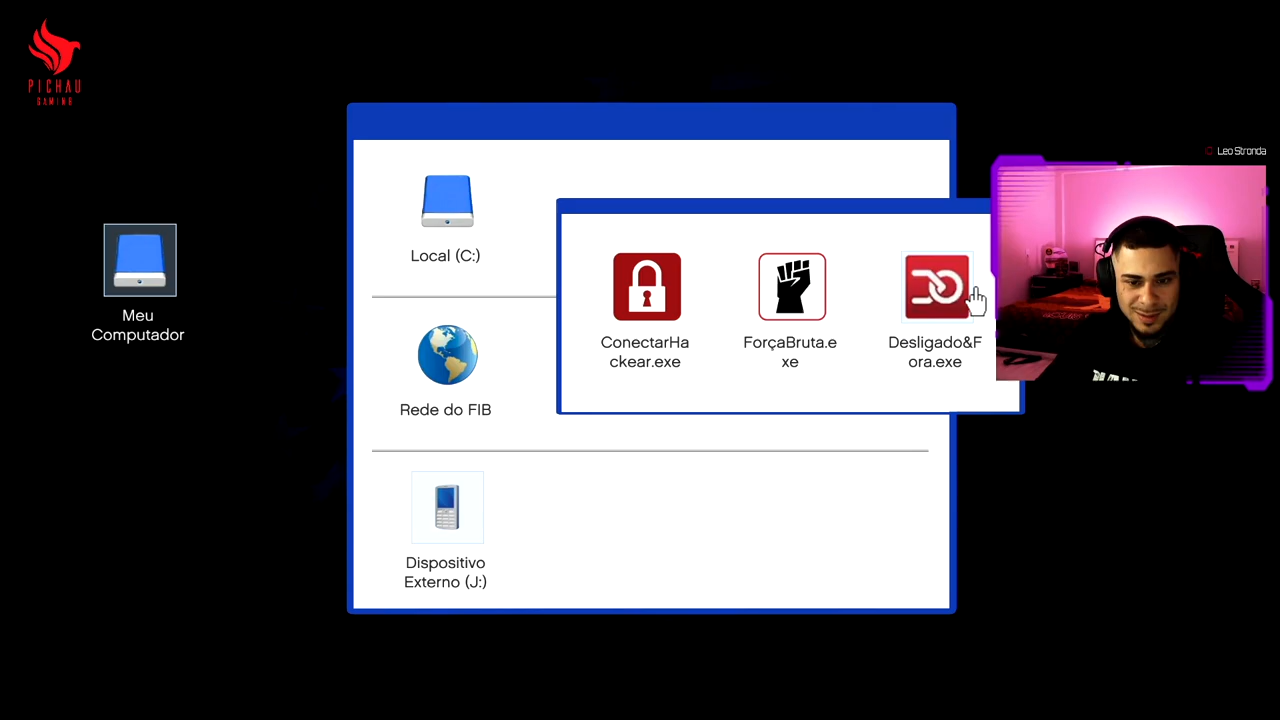 PICHAU
GAMING
Leo Stronda
Meu
Computador
Local (C:)
Rede do FIB
Dispositivo
Externo (J:)
ConectarHa
ckear.exe
ForçaBruta.e
xe
Desligado&F
ora.exe